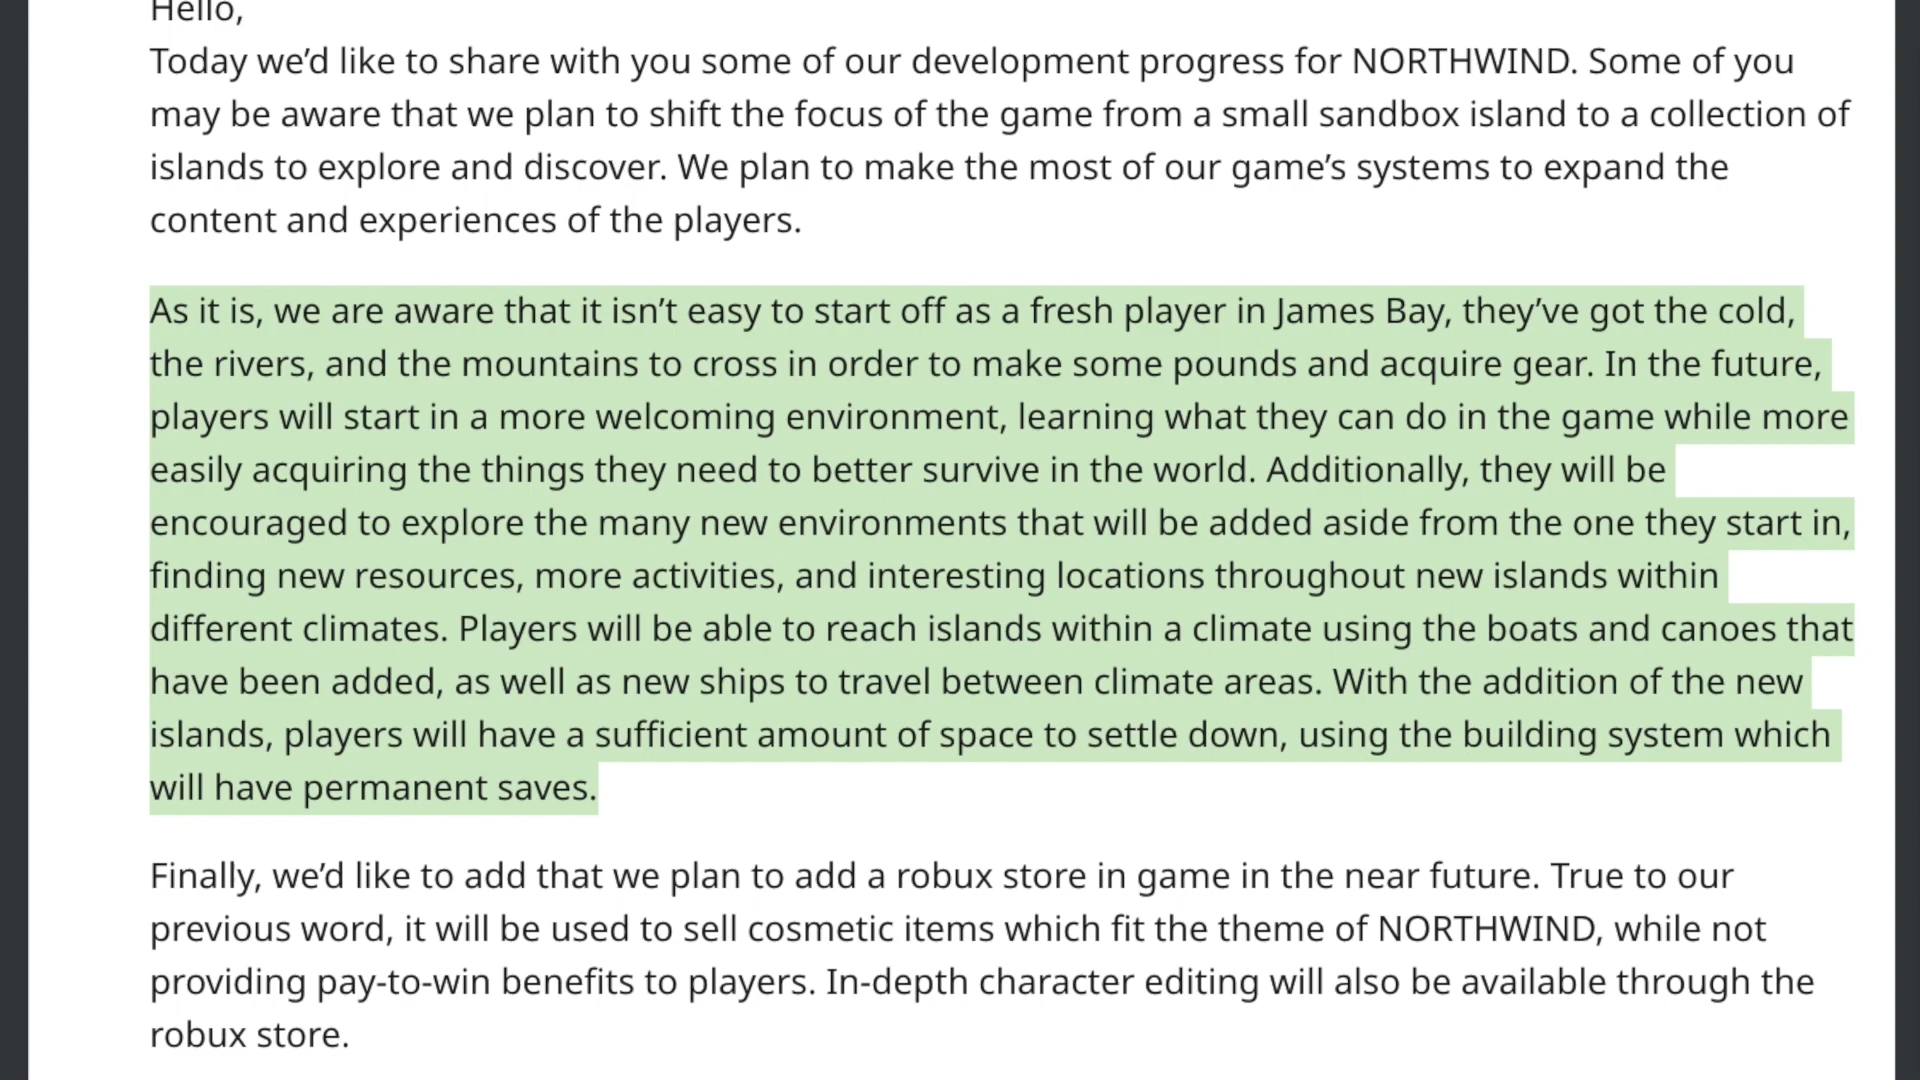 Hello,
Today we’d like to share with you some of our development progress for NORTHWIND. Some of you
may be aware that we plan to shift the focus of the game from a small sandbox island to a collection of
islands to explore and discover. We plan to make the most of our game’s systems to expand the
content and experiences of the players.
As it is, we are aware that it isn’t easy to start off as a fresh player in James Bay, they’ve got the cold,
the rivers, and the mountains to cross in order to make some pounds and acquire gear. In the future,
players will start in a more welcoming environment, learning what they can do in the game while more
easily acquiring the things they need to better survive in the world. Additionally, they will be
encouraged to explore the many new environments that will be added aside from the one they start in,
finding new resources, more activities, and interesting locations throughout new islands within
different climates. Players will be able to reach islands within a climate using the boats and canoes that
have been added, as well as new ships to travel between climate areas. With the addition of the new
islands, players will have a sufficient amount of space to settle down, using the building system which
will have permanent saves.
Finally, we’d like to add that we plan to add a robux store in game in the near future. True to our
previous word, it will be used to sell cosmetic items which fit the theme of NORTHWIND, while not
providing pay-to-win benefits to players. In-depth character editing will also be available through the
robux store.